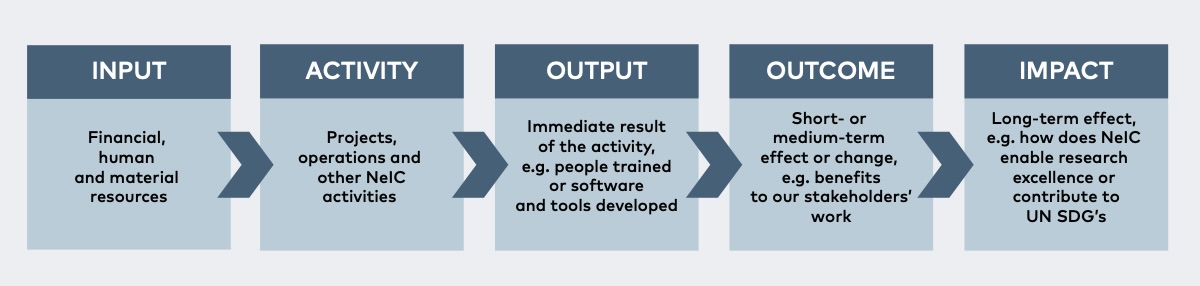 INPUT
Financial,
human
and material
resources
ACTIVITY
Projects,
operations and
other NeIC
activities
OUTPUT
Immediate result
of the activity,
e.g. people trained
or software
and tools developed
OUTCOME
Short- or
medium-term
effect or change,
e.g. benefits
to our stakeholders’
work
IMPACT
Long-term effect,
e.g. how does NeIC
enable research
excellence or
contribute to
UN SDG’s